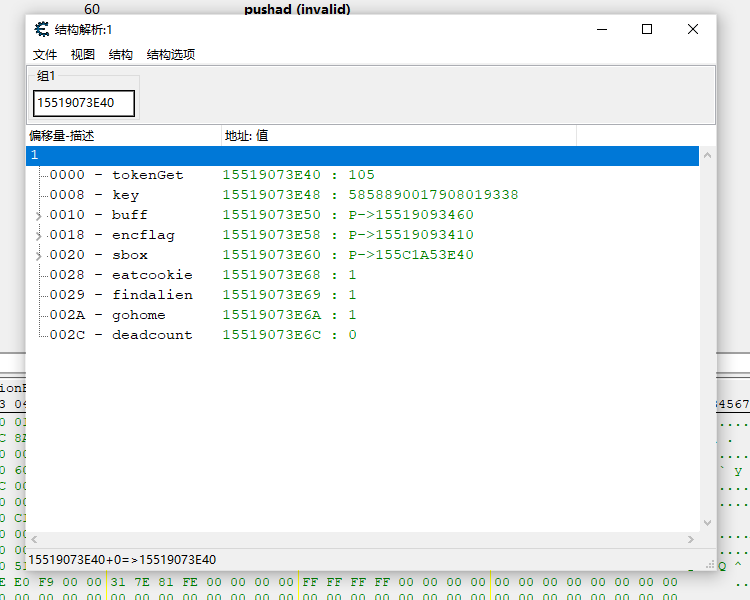 60 pushad (invalid)
结构解析:1
文件 视图 结构 结构选项
组1
15519073E40
偏移量-描述 地址: 值
1
0000 - tokenGet 15519073E40 : 105
0008 - key 15519073E48 : 5858890017908019338
0010 - buff 15519073E50 : P->15519093460
0018 - encflag 15519073E58 : P->15519093410
0020 - sbox 15519073E60 : P->155C1A53E40
0028 - eatcookie 15519073E68 : 1
0029 - findalien 15519073E69 : 1
002A - gohome 15519073E6A : 1
002C - deadcount 15519073E6C : 0
15519073E40+0=>15519073E40
E E0 F9 00 00 31 7E 81 FE 00 00 00 00 FF FF FF FF 00 00 00 00 00 00 00 00 00 00 00 00